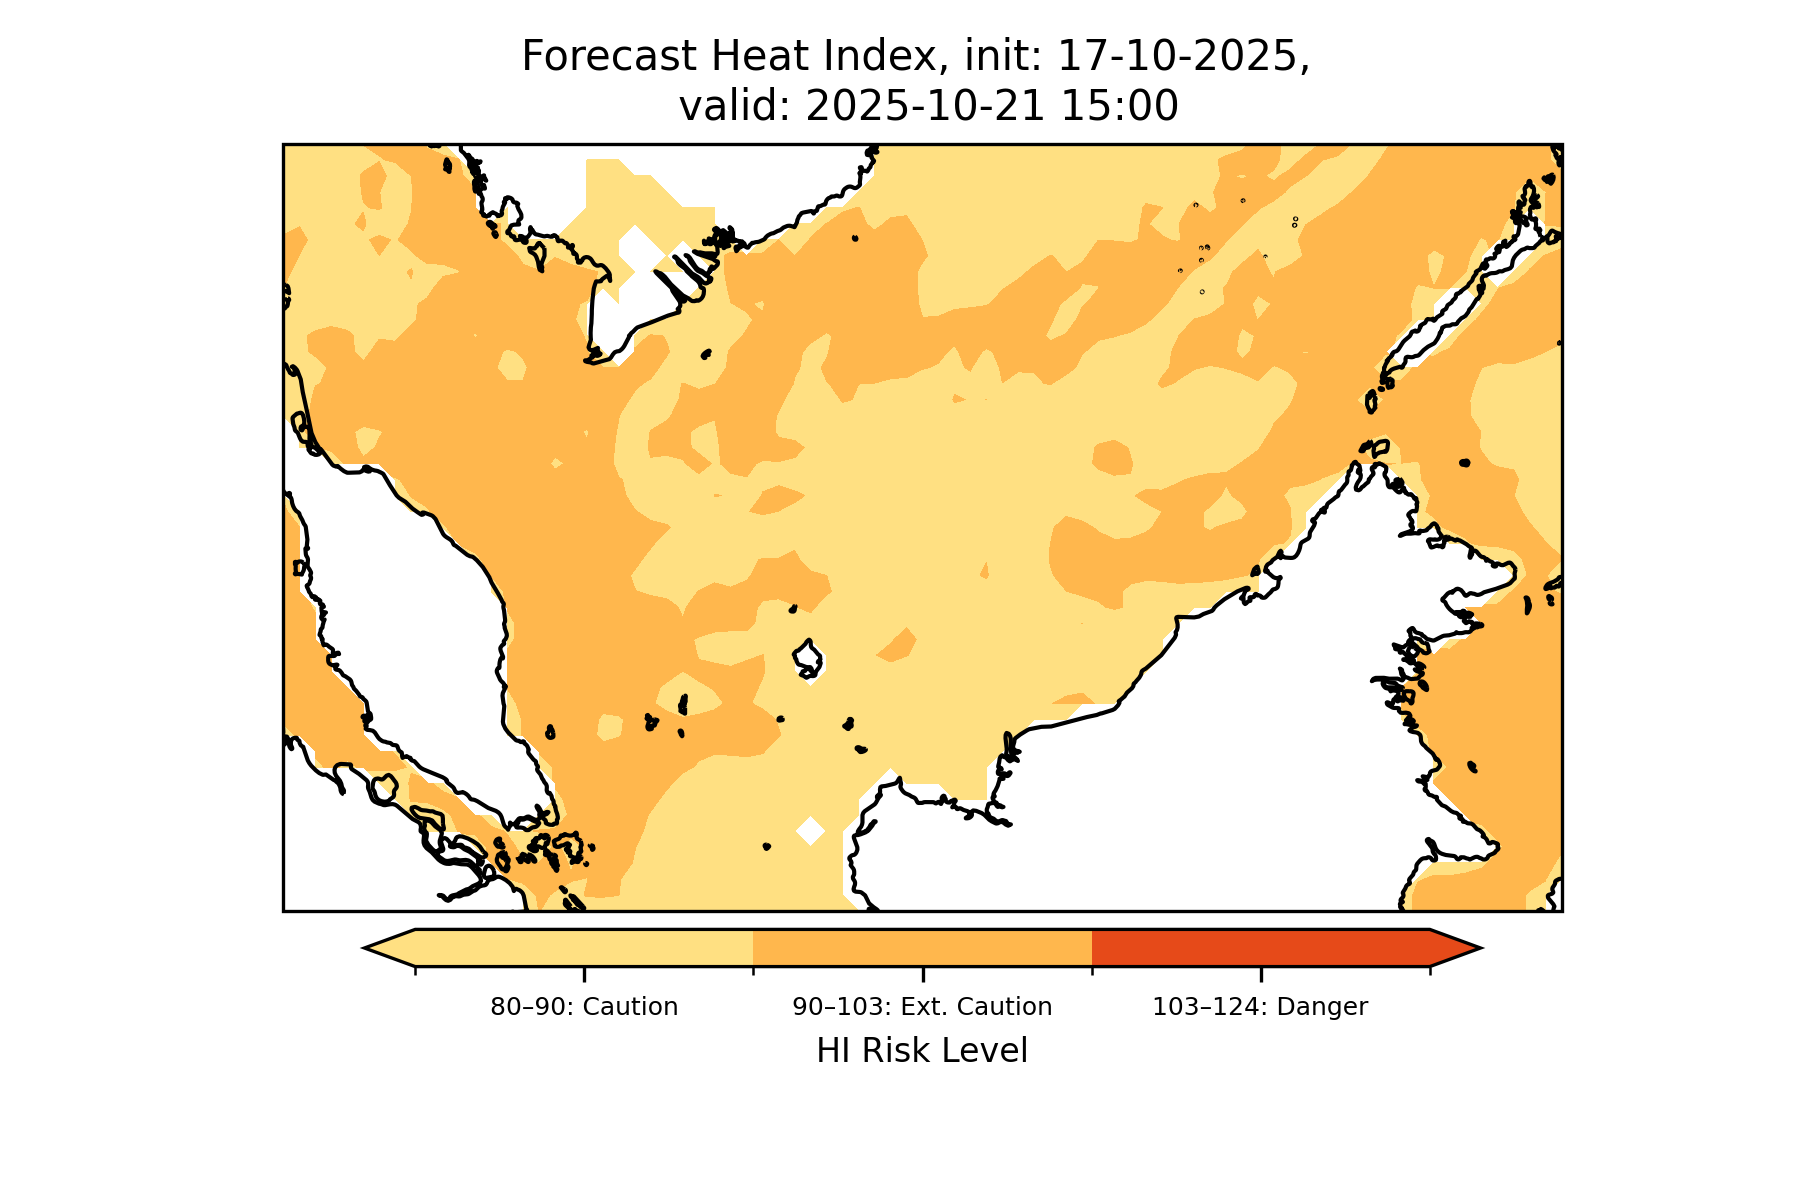 Forecast Heat Index, init: 17-10-2025,
valid: 2025-10-21 15:00
80–90: Caution
90–103: Ext. Caution
103–124: Danger
HI Risk Level